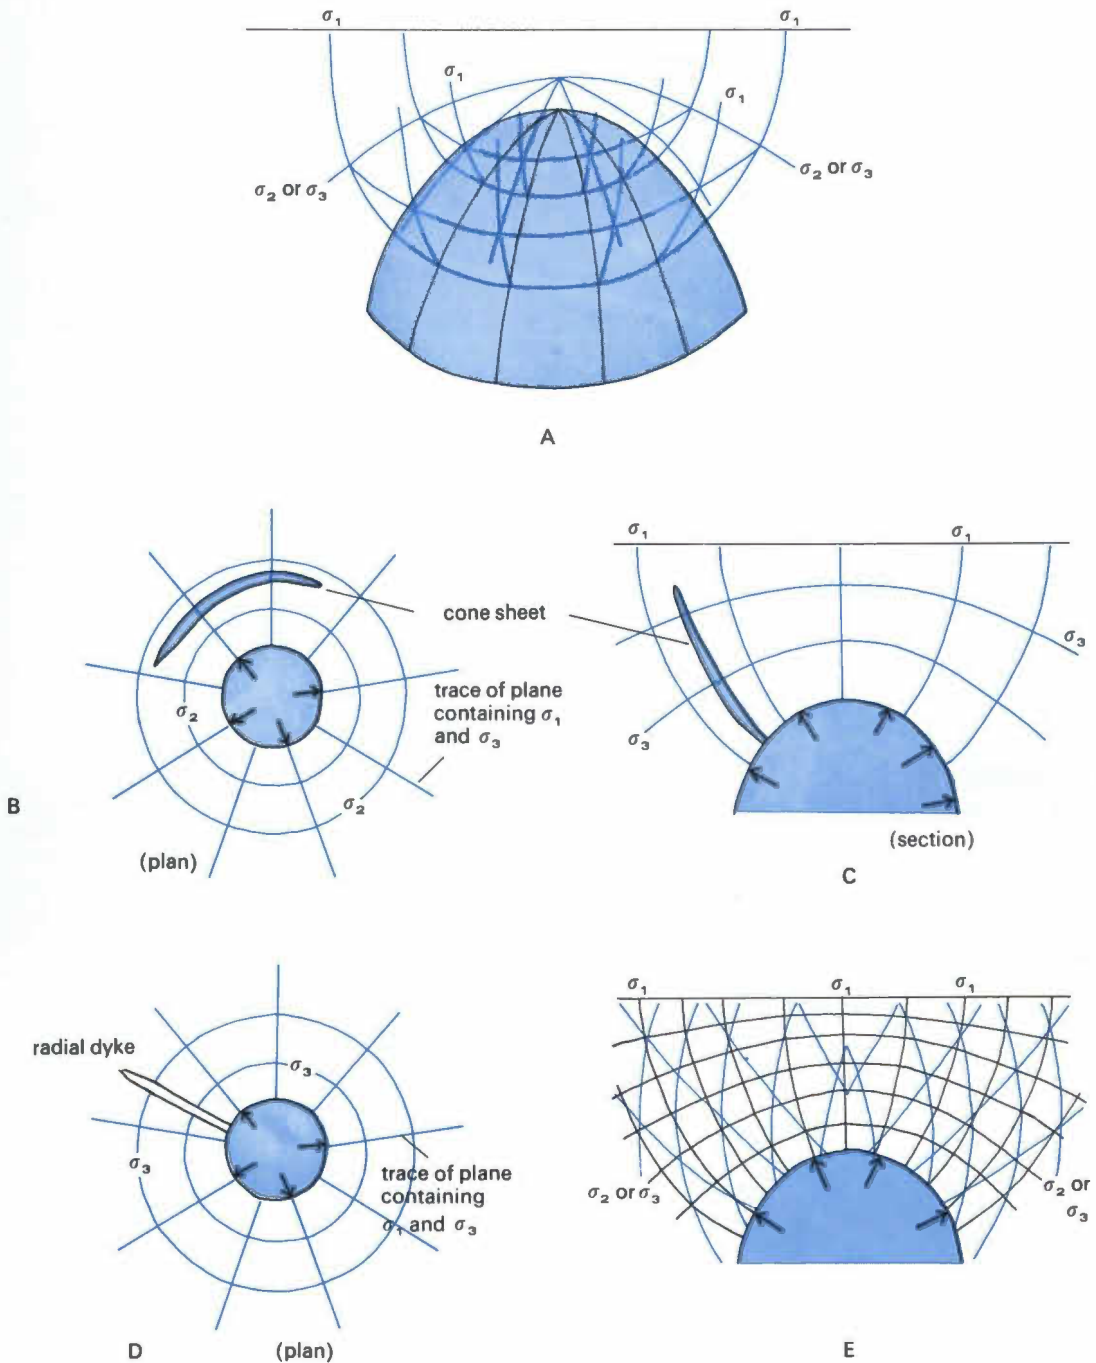 σ₁
σ₁
σ₁
σ₁
σ₂ or σ₃
σ₂ or σ₃
A
cone sheet
trace of plane
containing σ₁
and σ₃
σ₂
σ₂
B
(plan)
σ₁
σ₁
σ₃
σ₃
(section)
C
radial dyke
σ₃
σ₃
trace of plane
containing
σ₁ and σ₃
D
(plan)
σ₁
σ₁
σ₁
σ₂ or σ₃
σ₂ or
σ₃
E